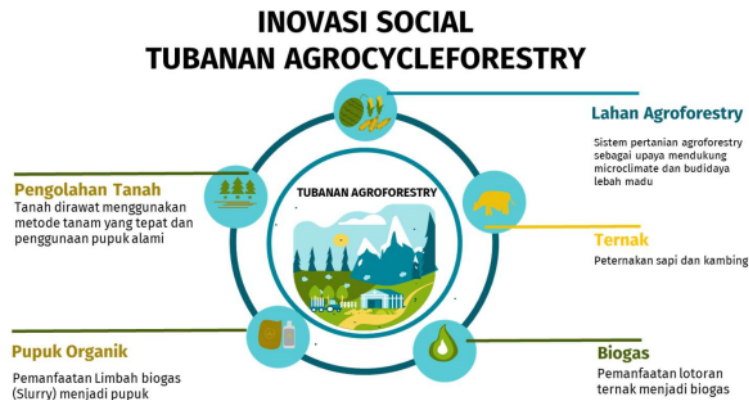 INOVASI SOCIAL
TUBANAN AGROCYCLEFORESTRY
Lahan Agroforestry
Sistem pertanian agroforestry
sebagai upaya mendukung
microclimate dan budidaya
lebah madu
Pengolahan Tanah
Tanah dirawat menggunakan
metode tanam yang tepat dan
penggunaan pupuk alami
TUBANAN AGROFORESTRY
Ternak
Peternakan sapi dan kambing
Pupuk Organik
Pemanfaatan Limbah biogas
(Slurry) menjadi pupuk
Biogas
Pemanfaatan lotoran
ternak menjadi biogas